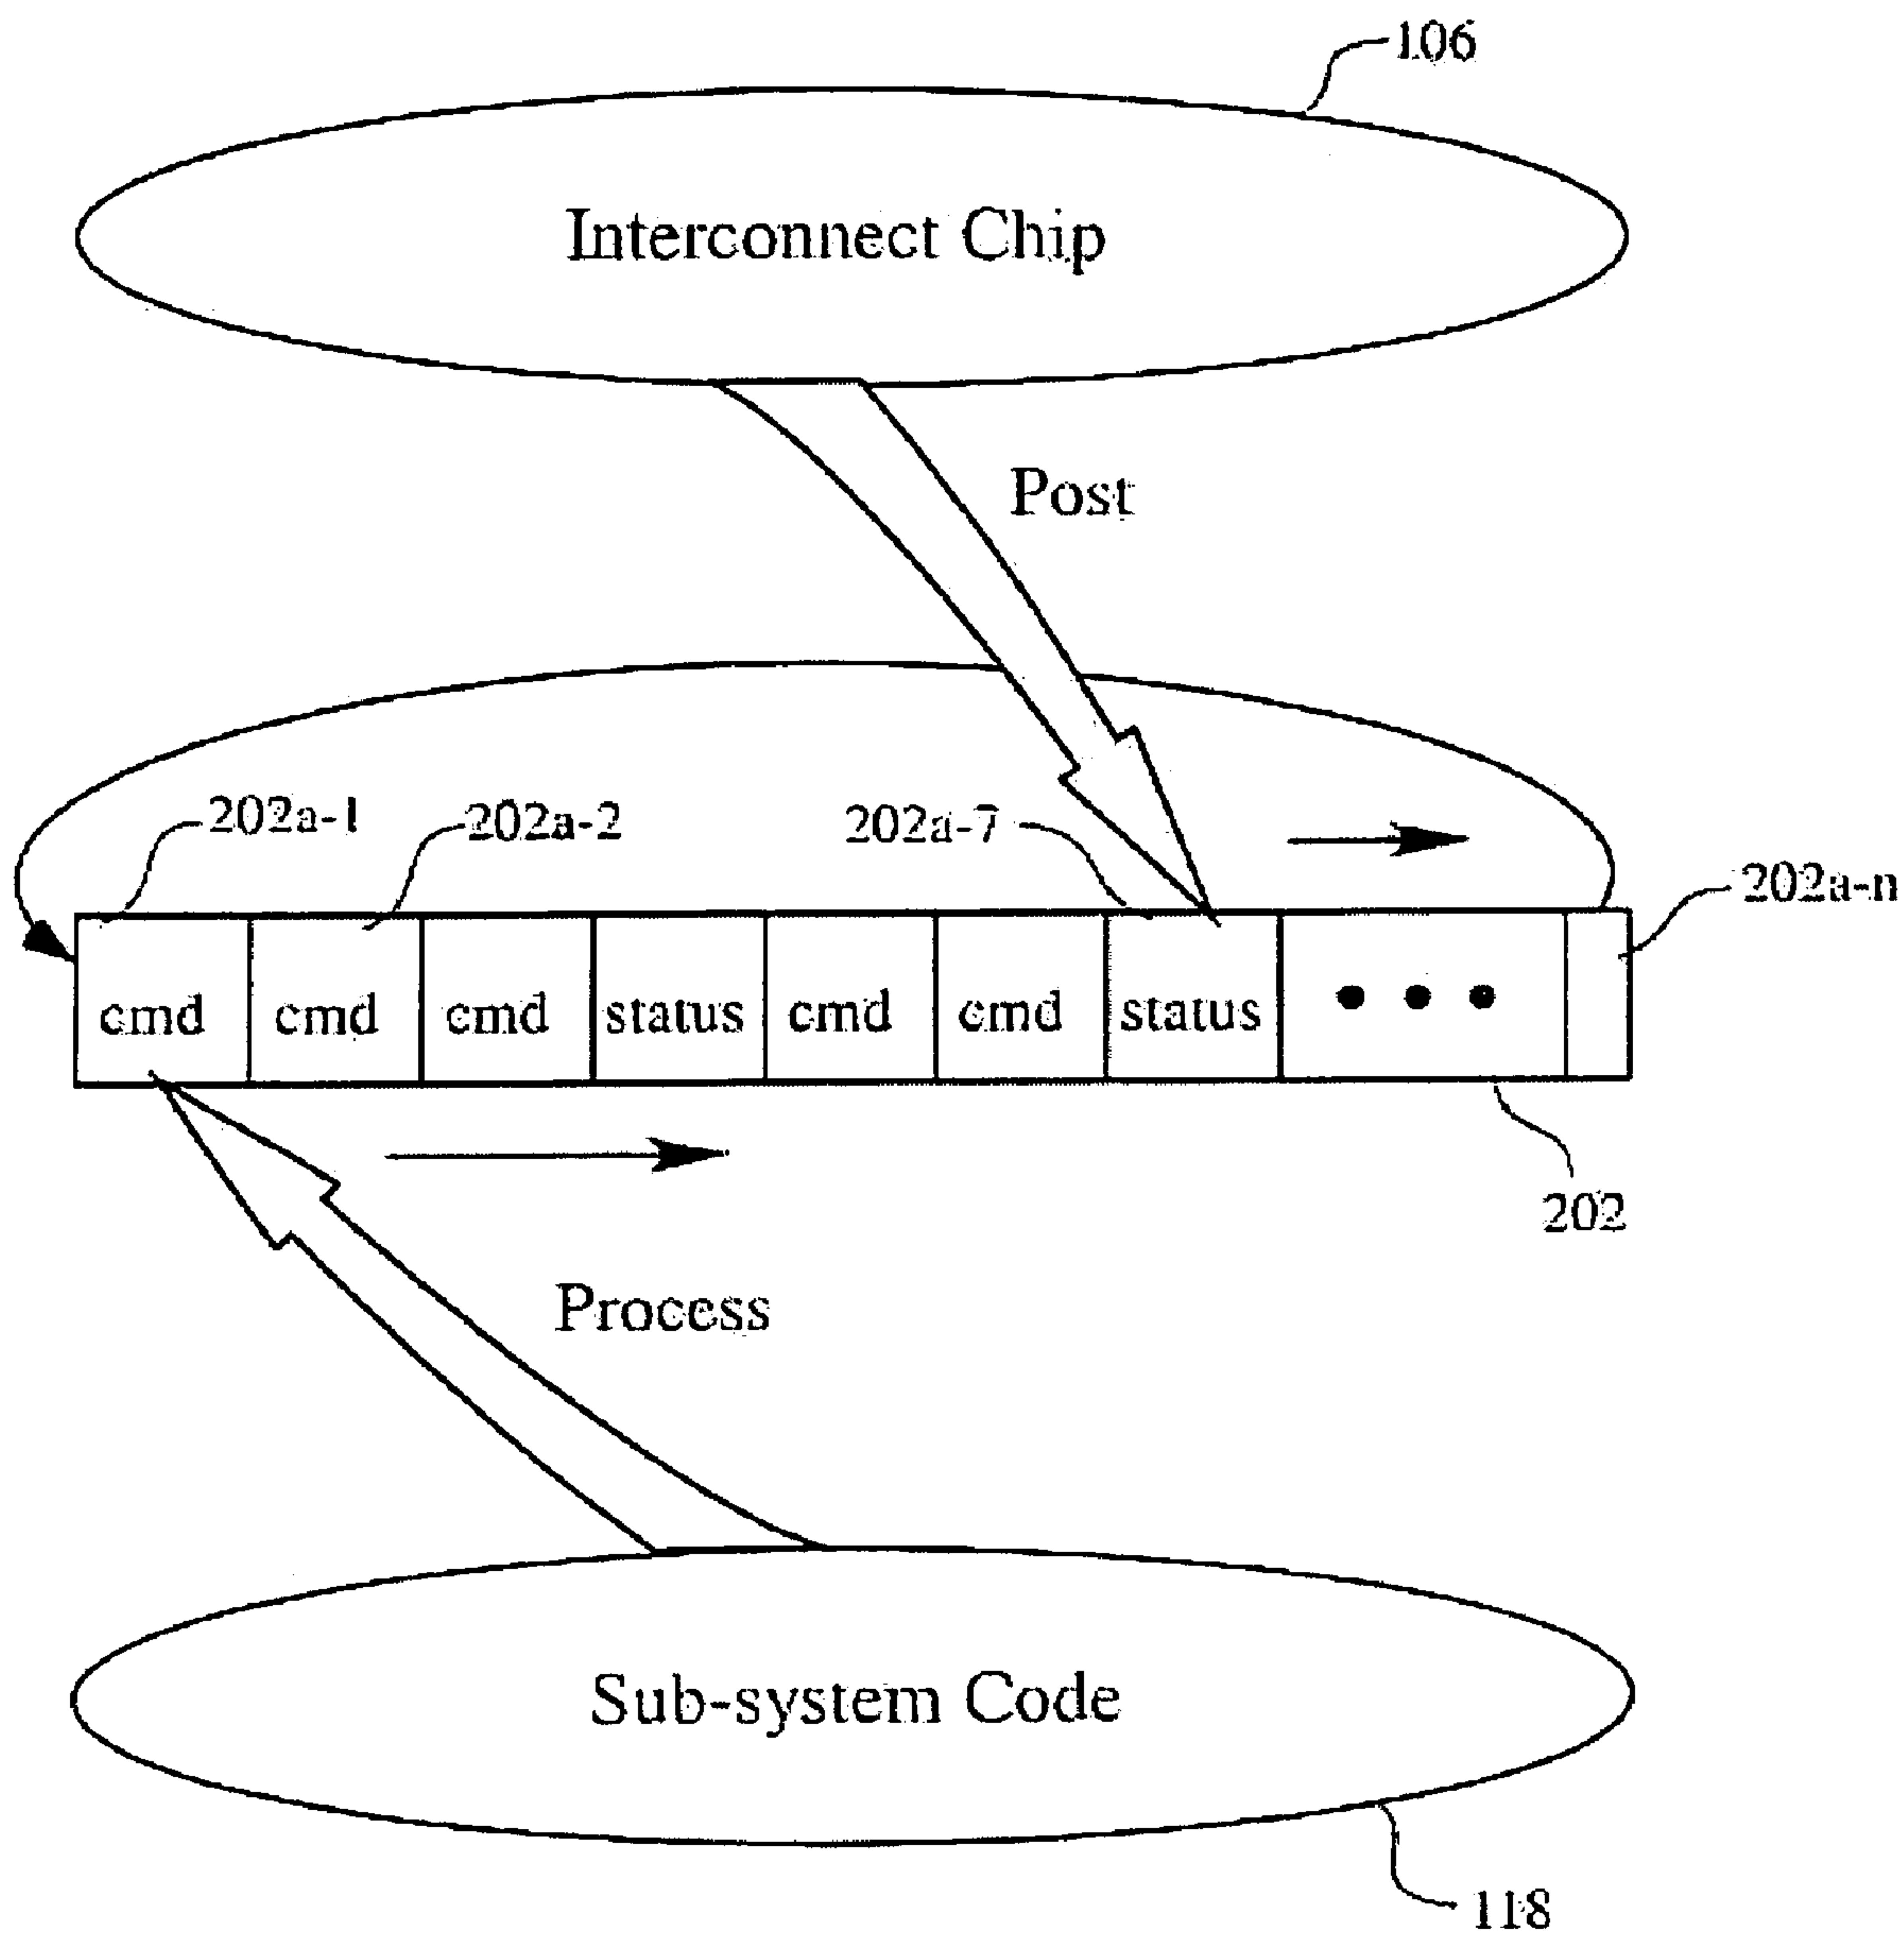 106
Interconnect Chip
Post
202a-1
202a-2
202a-7
202a-n
cmd cmd cmd status cmd cmd status
202
Process
Sub-system Code
118